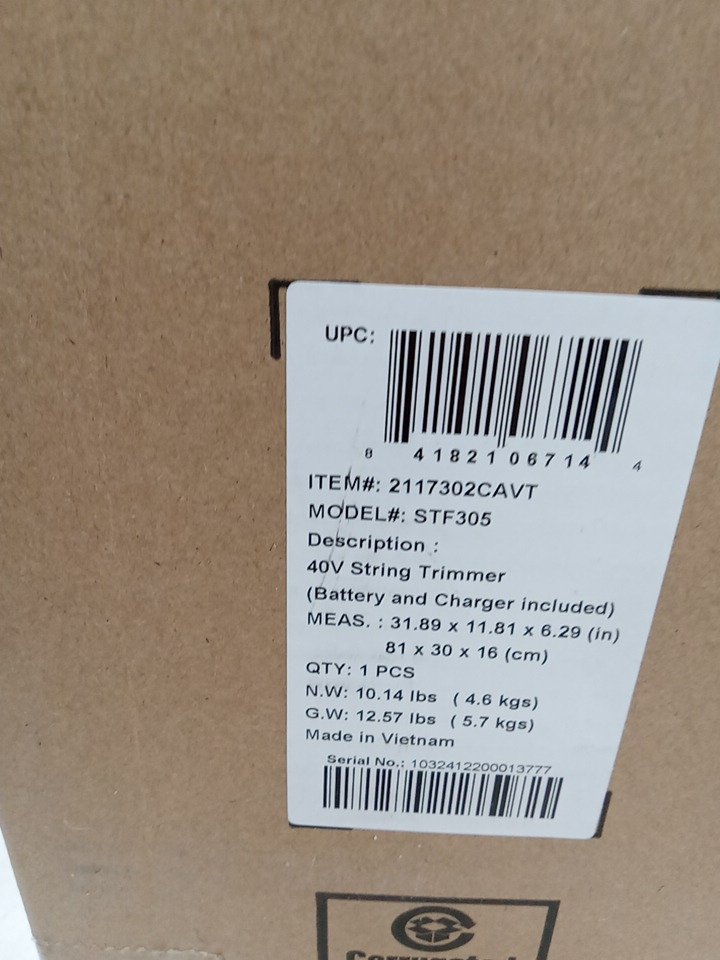 UPC:
8 41821 06714 4
ITEM#: 2117302CAVT
MODEL#: STF305
Description :
40V String Trimmer
(Battery and Charger included)
MEAS. : 31.89 x 11.81 x 6.29 (in)
81 x 30 x 16 (cm)
QTY: 1 PCS
N.W: 10.14 lbs ( 4.6 kgs)
G.W: 12.57 lbs ( 5.7 kgs)
Made in Vietnam
Serial No.: 1032412200013777